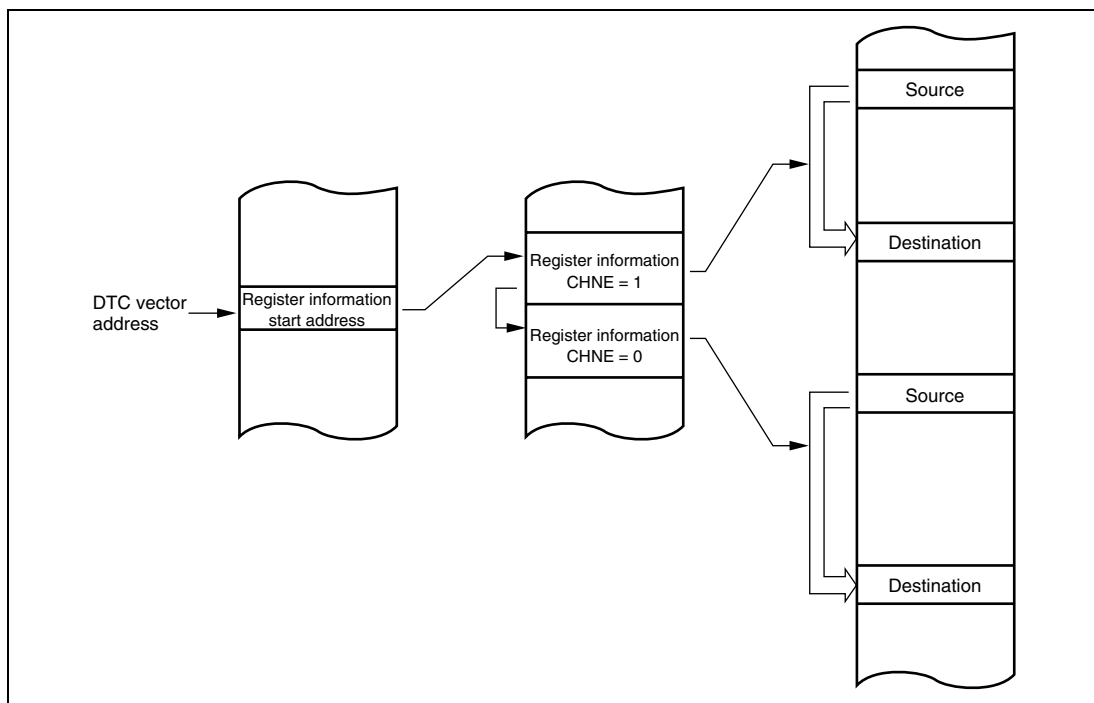 DTC vector
address
Register information
start address
Register information
CHNE = 1
Register information
CHNE = 0
Source
Destination
Source
Destination